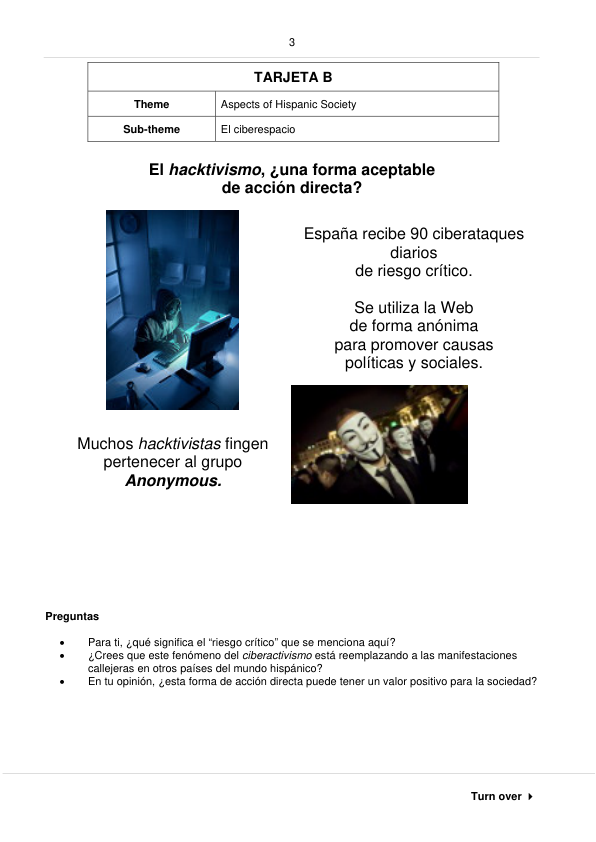 3
TARJETA B
Theme
Aspects of Hispanic Society
Sub-theme
El ciberespacio
El hacktivismo, ¿una forma aceptable
de acción directa?
España recibe 90 ciberataques
diarios
de riesgo crítico.
Se utiliza la Web
de forma anónima
para promover causas
políticas y sociales.
Muchos hacktivistas fingen
pertenecer al grupo
Anonymous.
Preguntas
• Para ti, ¿qué significa el “riesgo crítico” que se menciona aquí?
• ¿Crees que este fenómeno del ciberactivismo está reemplazando a las manifestaciones
callejeras en otros países del mundo hispánico?
• En tu opinión, ¿esta forma de acción directa puede tener un valor positivo para la sociedad?
Turn over